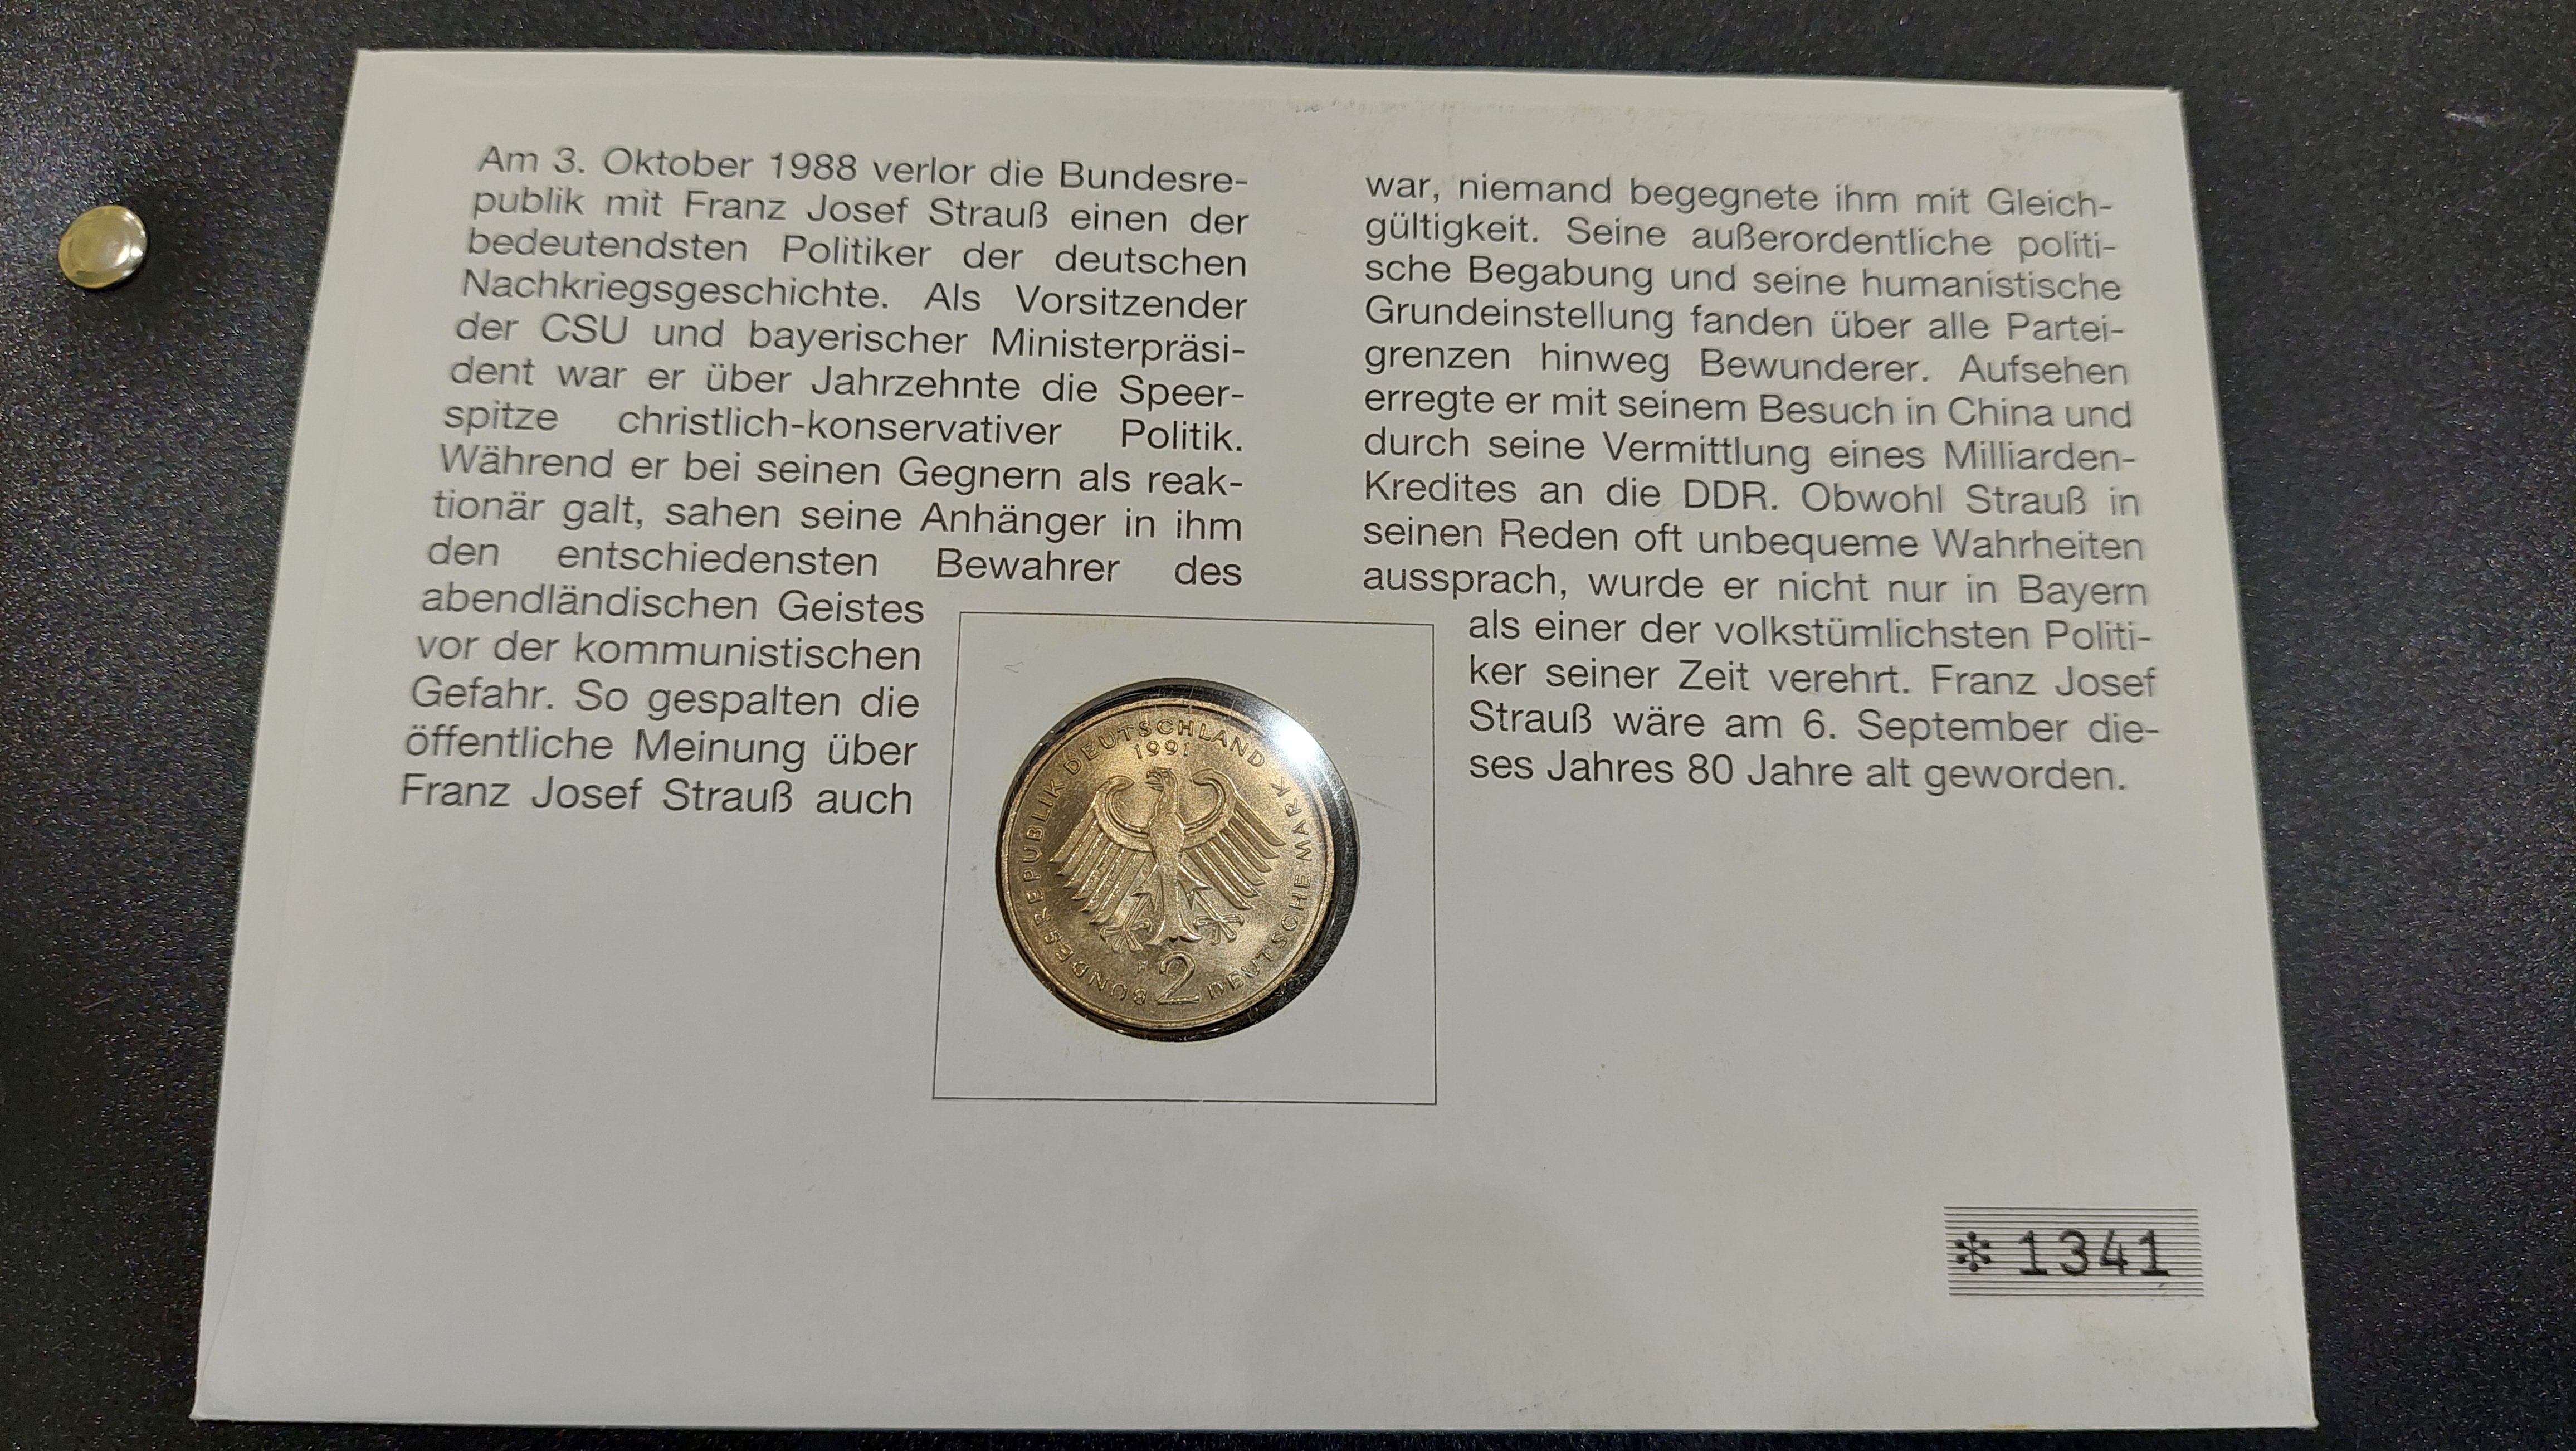 Am 3. Oktober 1988 verlor die Bundesre-
publik mit Franz Josef Strauß einen der
bedeutendsten Politiker der deutschen
Nachkriegsgeschichte. Als Vorsitzender
der CSU und bayerischer Ministerpräsi-
dent war er über Jahrzehnte die Speer-
spitze christlich-konservativer Politik.
Während er bei seinen Gegnern als reak-
tionär galt, sahen seine Anhänger in ihm
den entschiedensten Bewahrer des
abendländischen Geistes
vor der kommunistischen
Gefahr. So gespalten die
öffentliche Meinung über
Franz Josef Strauß auch
war, niemand begegnete ihm mit Gleich-
gültigkeit. Seine außerordentliche politi-
sche Begabung und seine humanistische
Grundeinstellung fanden über alle Partei-
grenzen hinweg Bewunderer. Aufsehen
erregte er mit seinem Besuch in China und
durch seine Vermittlung eines Milliarden-
Kredites an die DDR. Obwohl Strauß in
seinen Reden oft unbequeme Wahrheiten
aussprach, wurde er nicht nur in Bayern
als einer der volkstümlichsten Politi-
ker seiner Zeit verehrt. Franz Josef
Strauß wäre am 6. September die-
ses Jahres 80 Jahre alt geworden.
BUNDESREPUBLIK DEUTSCHLAND
1991
F
2
DEUTSCHE MARK
* 1341